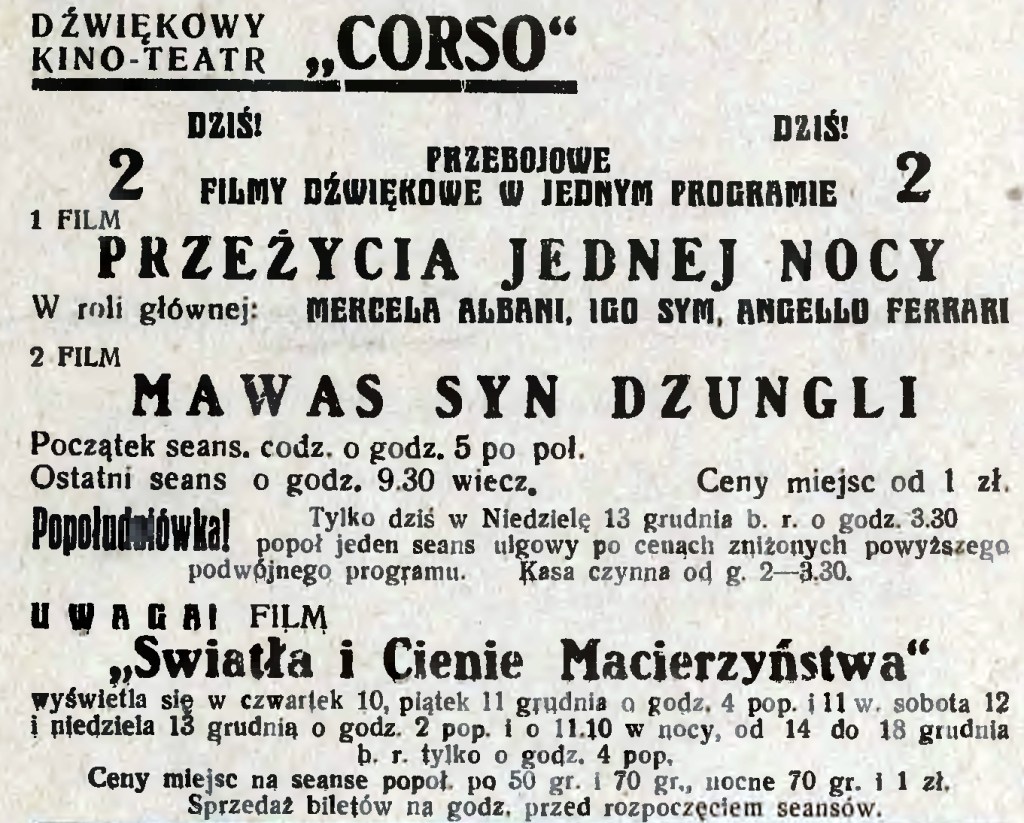 DŹWIĘKOWY
KINO-TEATR „CORSO“
DZIŚ! DZIŚ!
2 PRZEBOJOWE 2
FILMY DŹWIĘKOWE W JEDNYM PROGRAMIE
1 FILM
PRZEŻYCIA JEDNEJ NOCY
W roli głównej: MERCELA ALBANI, IGO SYM, ANGELLO FERRARI
2 FILM
MAWAS SYN DZUNGLI
Początek seans. codz. o godz. 5 po poł.
Ostatni seans o godz. 9.30 wiecz. Ceny miejsc od 1 zł.
Popołudniówka! Tylko dziś w Niedzielę 13 grudnia b. r. o godz. 3.30
popoł jeden seans ulgowy po cenach zniżonych powyższego
podwójnego programu. Kasa czynna od g. 2—3.30.
UWAGA! FILM
„Swiatła i Cienie Macierzyństwa“
wyświetla się w czwartek 10, piątek 11 grudnia o godz. 4 pop. i 11 w. sobota 12
i niedziela 13 grudnia o godz. 2 pop. i o 11.10 w nocy, od 14 do 18 grudnia
b. r. tylko o godz. 4 pop.
Ceny miejsc na seanse popoł. po 50 gr. i 70 gr., nocne 70 gr. i 1 zł.
Sprzedaż biletów na godz. przed rozpoczęciem seansów.